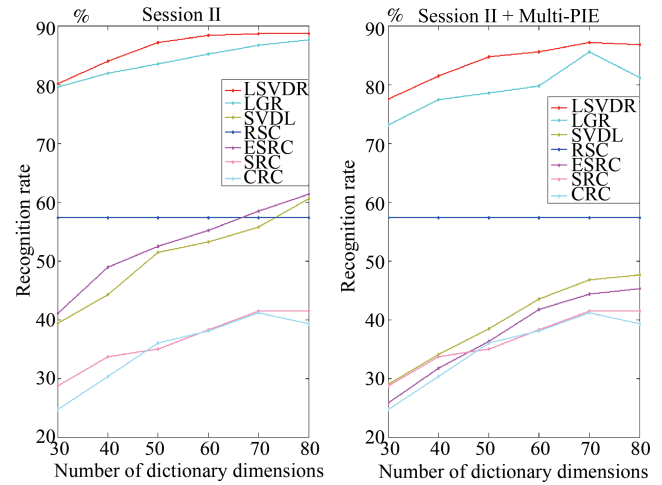 %
Session II
90
80
70
60
50
40
30
20
Recognition rate
LSVDR
LGR
SVDL
RSC
ESRC
SRC
CRC
30 40 50 60 70 80
Number of dictionary dimensions
%
Session II + Multi-PIE
90
80
70
60
50
40
30
20
Recognition rate
LSVDR
LGR
SVDL
RSC
ESRC
SRC
CRC
30 40 50 60 70 80
Number of dictionary dimensions